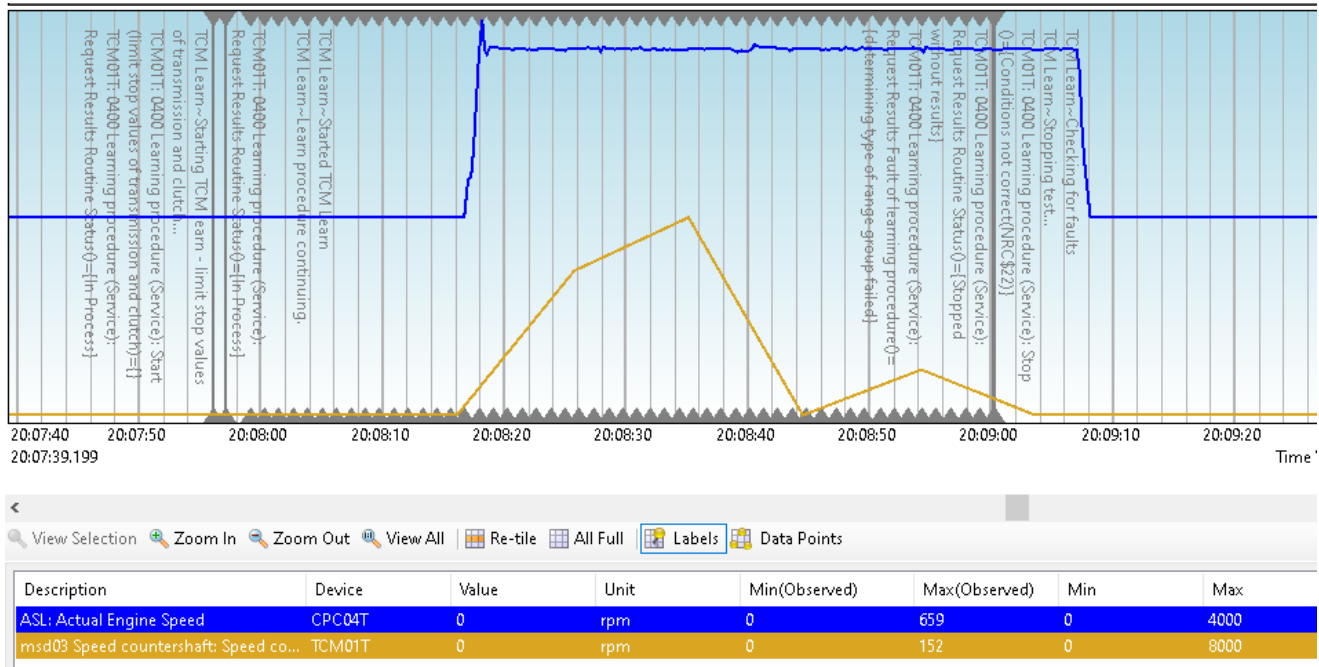 TCM Learn~Checking for faults
TCM Learn~Stopping test...
TCM01T: 0400 Learning procedure (Service): Stop
()={Conditions not correct(NRC$22)}
TCM01T: 0400 Learning procedure (Service):
Request Results Routine Status()={Stopped
without results}
TCM01T: 0400 Learning procedure (Service):
Request Results Fault of learning procedure()=
{determining type of range group failed}
TCM Learn~Started TCM Learn
TCM Learn~Learn procedure continuing.
TCM01T: 0400 Learning procedure (Service):
Request Results Routine Status()={In Process}
TCM Learn~Starting TCM Learn - limit stop values
of transmision and clutch...
TCM01T: 0400 Learning procedure (Service): Start
(limit stop values of transmission and clutch)={}
TCM01T: 0400 Learning procedure (Service):
Request Results Routine Status()={In Process}
20:07:40 20:07:50 20:08:00 20:08:10 20:08:20 20:08:30 20:08:40 20:08:50 20:09:00 20:09:10 20:09:20
20:07:39.199 Time
View Selection Zoom In Zoom Out View All Re-tile All Full Labels Data Points
Description Device Value Unit Min(Observed) Max(Observed) Min Max
ASL: Actual Engine Speed CPC04T 0 rpm 0 659 0 4000
msd03 Speed countershaft: Speed co... TCM01T 0 rpm 0 152 0 8000